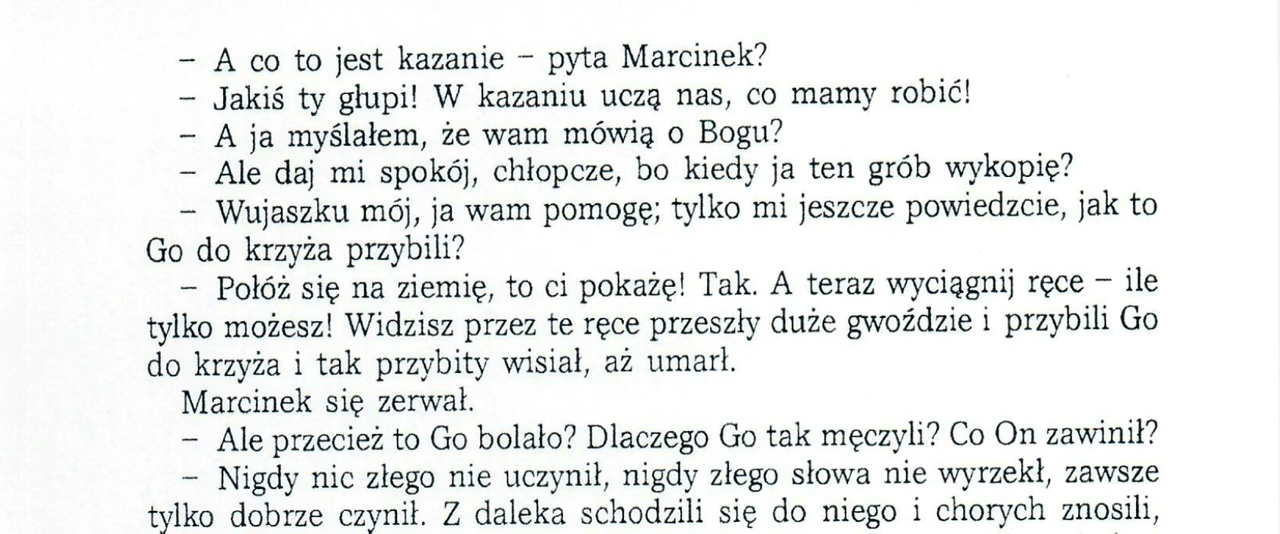 – A co to jest kazanie – pyta Marcinek?
– Jakiś ty głupi! W kazaniu uczą nas, co mamy robić!
– A ja myślałem, że wam mówią o Bogu?
– Ale daj mi spokój, chłopcze, bo kiedy ja ten grób wykopię?
– Wujaszku mój, ja wam pomogę; tylko mi jeszcze powiedzcie, jak to
Go do krzyża przybili?
– Połóż się na ziemię, to ci pokażę! Tak. A teraz wyciągnij ręce – ile
tylko możesz! Widzisz przez te ręce przeszły duże gwoździe i przybili Go
do krzyża i tak przybity wisiał, aż umarł.
Marcinek się zerwał.
– Ale przecież to Go bolało? Dlaczego Go tak męczyli? Co On zawinił?
– Nigdy nic złego nie uczynił, nigdy złego słowa nie wyrzekł, zawsze
tylko dobrze czynił. Z daleka schodzili się do niego i chorych znosili,